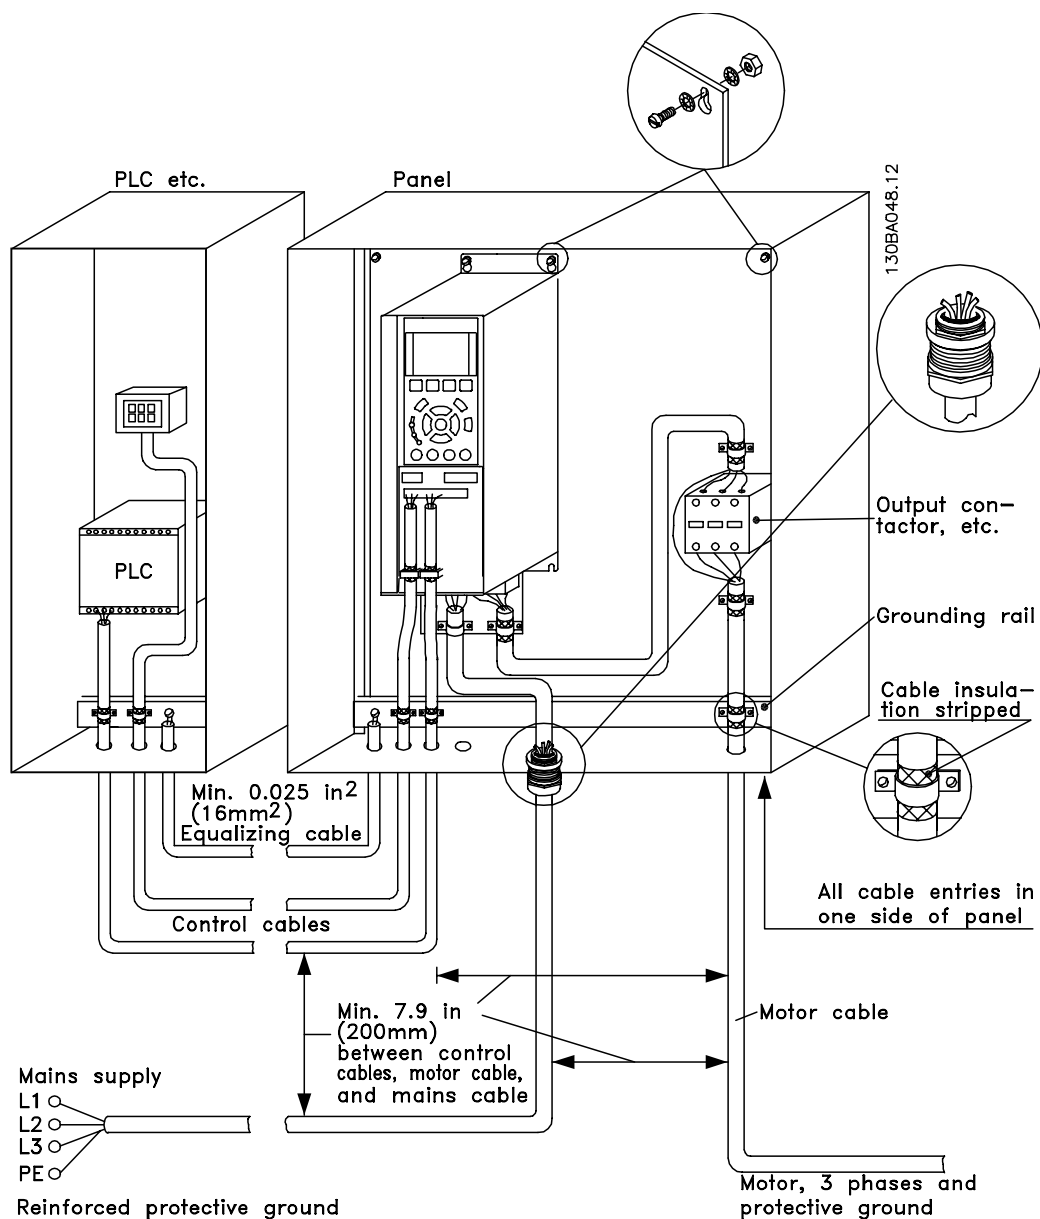 PLC etc.
Panel
130BA048.12
PLC
Output con-
tactor, etc.
Grounding rail
Cable insula-
tion stripped
Min. 0.025 in2
(16mm2)
Equalizing cable
Control cables
All cable entries in
one side of panel
Min. 7.9 in
(200mm)
between control
cables, motor cable,
and mains cable
Motor cable
Mains supply
L1
L2
L3
PE
Reinforced protective ground
Motor, 3 phases and
protective ground